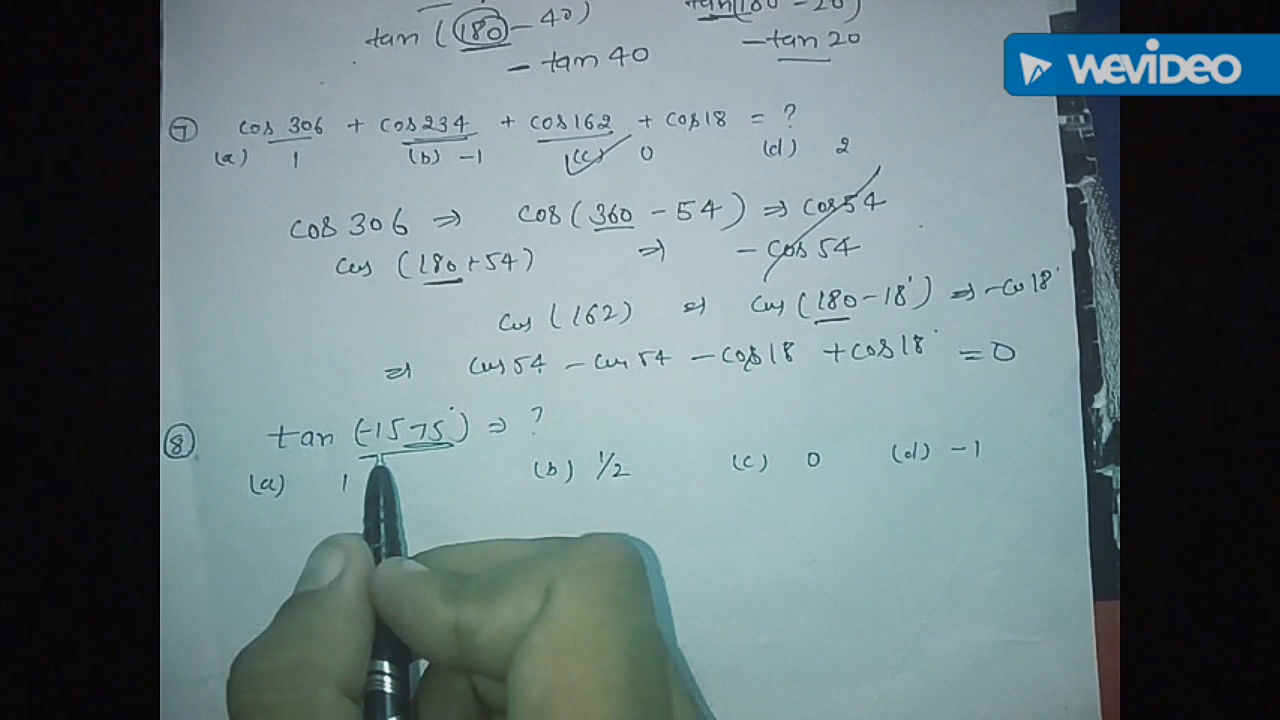 tan (180 - 40)
tan(180 - 20)
- tan 40
- tan 20
WEVIDEO
⑦ cos 306 + cos 234 + cos 162 + cos 18 = ?
(a) 1 (b) -1 (c) 0 (d) 2
cos 306 ⇒ cos (360 - 54) ⇒ cos 54
cos (180 + 54) ⇒ - cos 54
cos (162) ⇒ cos (180 - 18°) ⇒ - cos 18°
⇒ cos 54 - cos 54 - cos 18 + cos 18° = 0
⑧ tan (-1575°) ⇒ ?
(a) 1 (b) 1/2 (c) 0 (d) -1